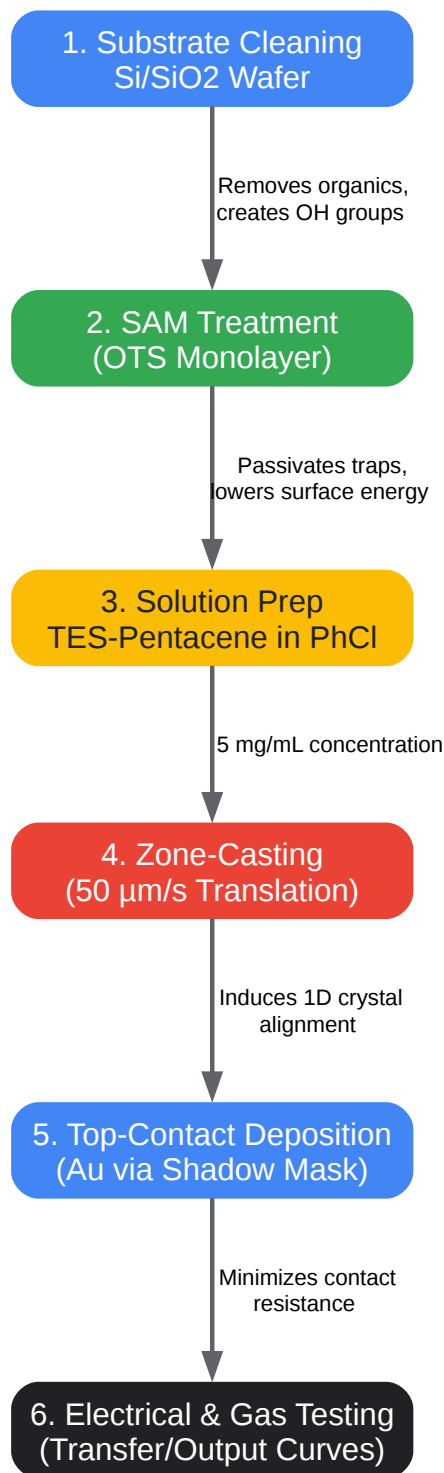 1. Substrate Cleaning
Si/SiO2 Wafer
Removes organics,
creates OH groups
2. SAM Treatment
(OTS Monolayer)
Passivates traps,
lowers surface energy
3. Solution Prep
TES-Pentacene in PhCl
5 mg/mL concentration
4. Zone-Casting
(50 µm/s Translation)
Induces 1D crystal
alignment
5. Top-Contact Deposition
(Au via Shadow Mask)
Minimizes contact
resistance
6. Electrical & Gas Testing
(Transfer/Output Curves)